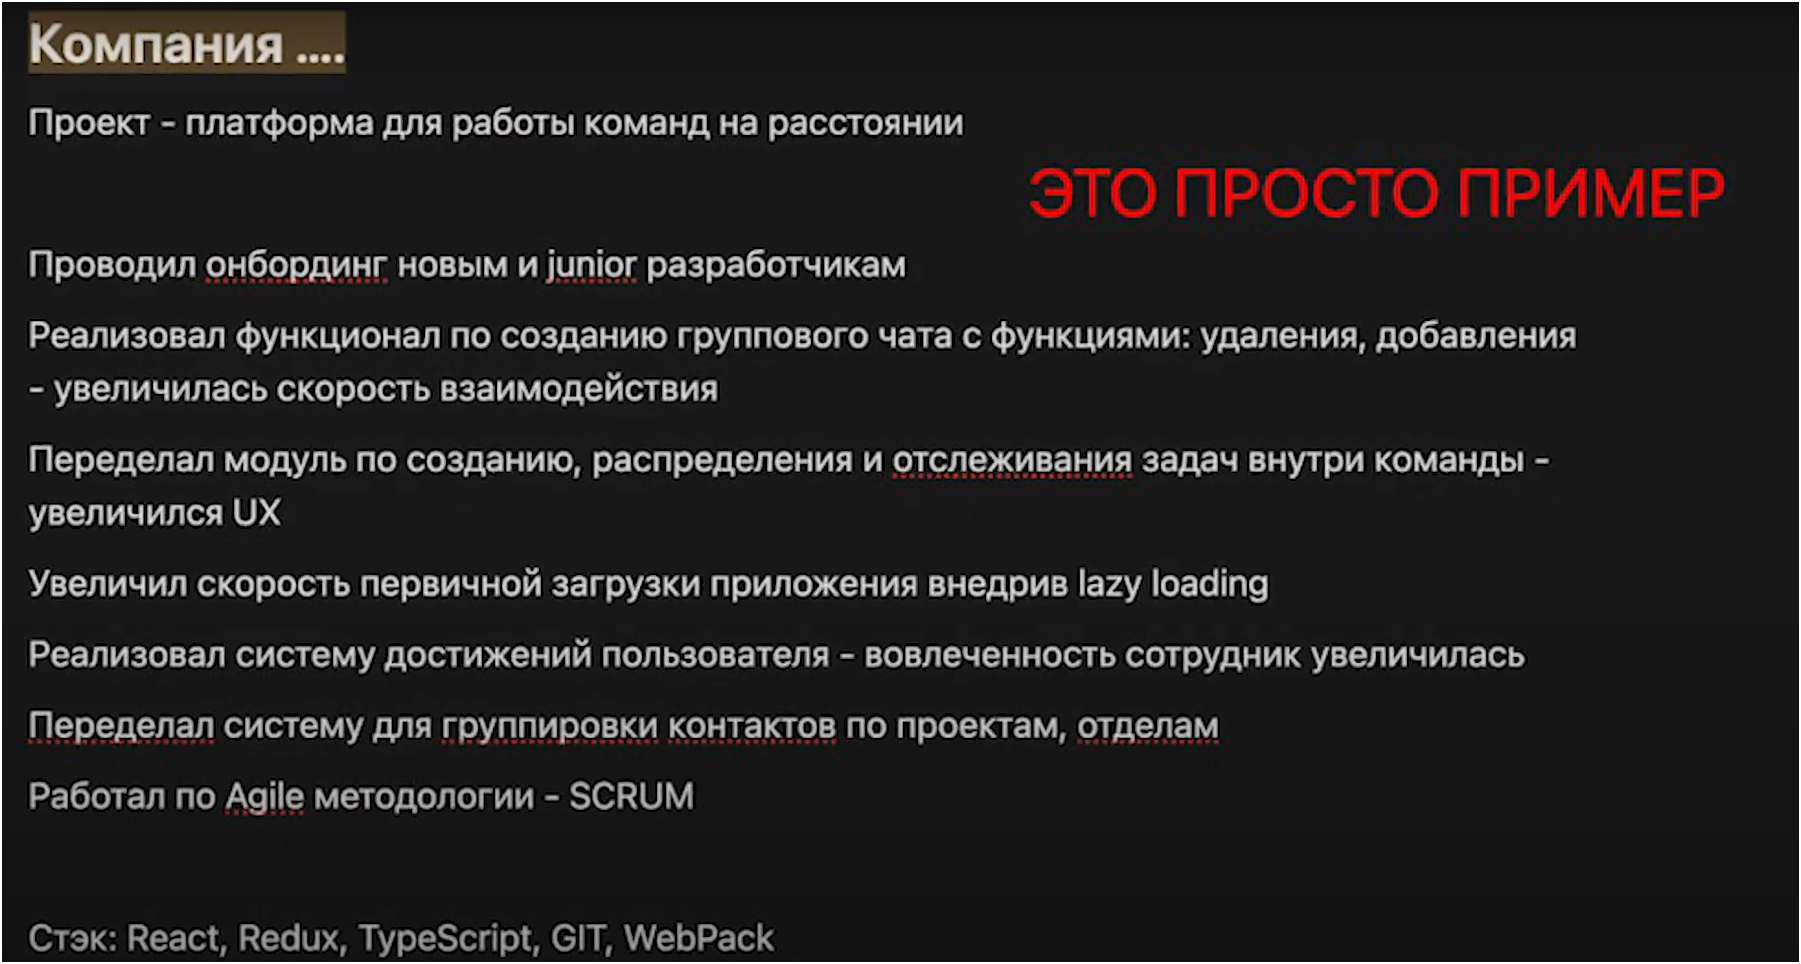 Компания ....
Проект - платформа для работы команд на расстоянии
ЭТО ПРОСТО ПРИМЕР
Проводил онбординг новым и junior разработчикам
Реализовал функционал по созданию группового чата с функциями: удаления, добавления
- увеличилась скорость взаимодействия
Переделал модуль по созданию, распределения и отслеживания задач внутри команды -
увеличился UX
Увеличил скорость первичной загрузки приложения внедрив lazy loading
Реализовал систему достижений пользователя - вовлеченность сотрудник увеличилась
Переделал систему для группировки контактов по проектам, отделам
Работал по Agile методологии - SCRUM
Стэк: React, Redux, TypeScript, GIT, WebPack